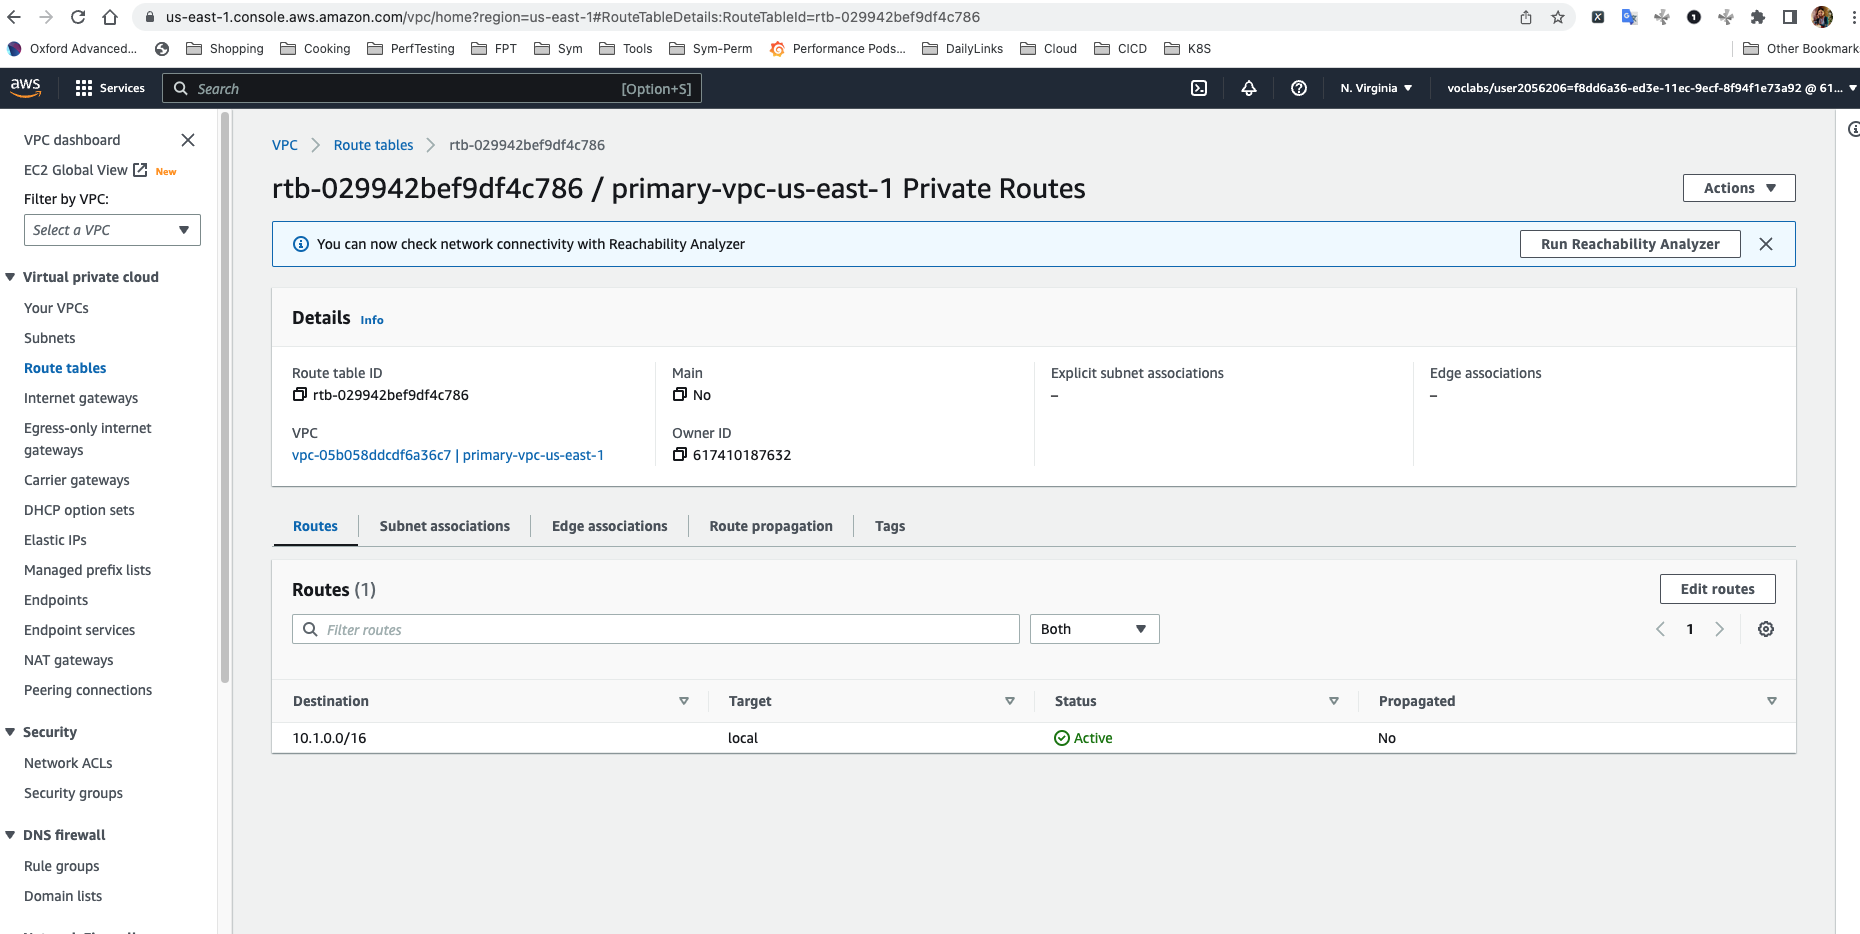 us-east-1.console.aws.amazon.com/vpc/home?region=us-east-1#RouteTableDetails:RouteTableId=rtb-029942bef9df4c786
Oxford Advanced... Shopping Cooking PerfTesting FPT Sym Tools Sym-Perm Performance Pods... DailyLinks Cloud CICD K8S Other Bookmark
aws Services Search [Option+S] N. Virginia voclabs/user2056206=f8dd6a36-ed3e-11ec-9ecf-8f94f1e73a92 @ 61...
VPC dashboard
EC2 Global View New
Filter by VPC:
Select a VPC
Virtual private cloud
Your VPCs
Subnets
Route tables
Internet gateways
Egress-only internet
gateways
Carrier gateways
DHCP option sets
Elastic IPs
Managed prefix lists
Endpoints
Endpoint services
NAT gateways
Peering connections
Security
Network ACLs
Security groups
DNS firewall
Rule groups
Domain lists
VPC Route tables rtb-029942bef9df4c786
rtb-029942bef9df4c786 / primary-vpc-us-east-1 Private Routes
Actions
You can now check network connectivity with Reachability Analyzer
Run Reachability Analyzer
Details Info
Route table ID
rtb-029942bef9df4c786
Main
No
Explicit subnet associations
–
Edge associations
–
VPC
vpc-05b058ddcdf6a36c7 | primary-vpc-us-east-1
Owner ID
617410187632
Routes Subnet associations Edge associations Route propagation Tags
Routes (1)
Edit routes
Filter routes
Both
1
Destination Target Status Propagated
10.1.0.0/16 local Active No